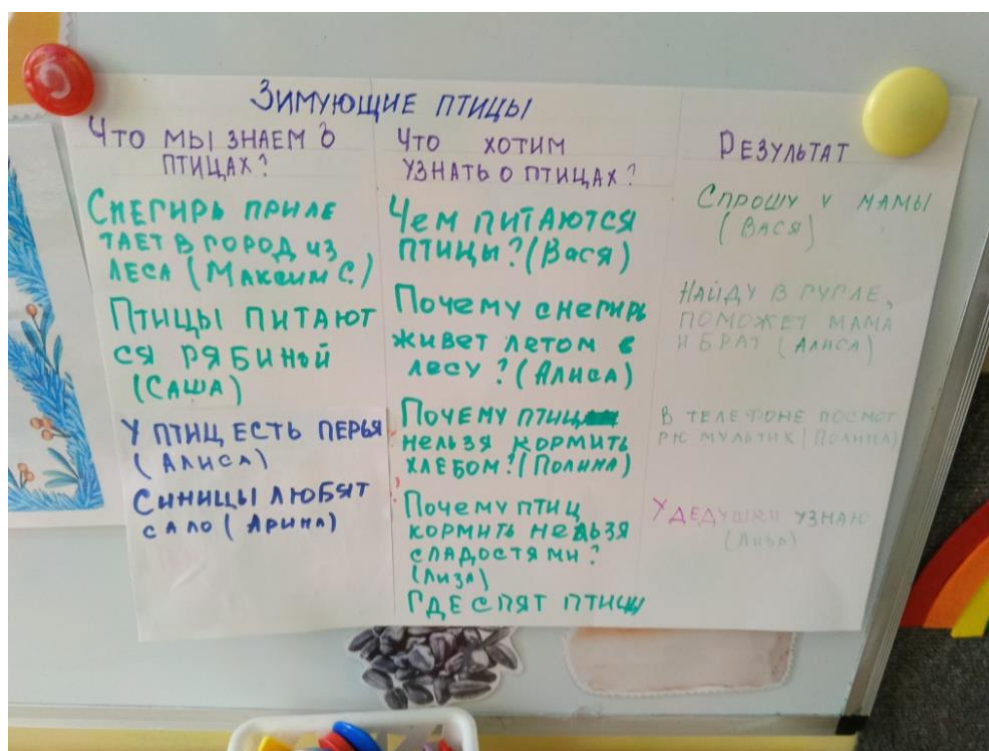 ЗИМУЮЩИЕ ПТИЦЫ
ЧТО МЫ ЗНАЕМ О
ПТИЦАХ?
СНЕГИРЬ ПРИЛЕ
ТАЕТ В ГОРОД ИЗ
ЛЕСА (МАКСИМ С.)
ПТИЦЫ ПИТАЮТ
СЯ РЯБИНЫЙ
(САША)
У ПТИЦ ЕСТЬ ПЕРЬЯ
(АЛИСА)
СИНИЦЫ ЛЮБЯТ
САЛО (АРИНА)
ЧТО ХОТИМ
УЗНАТЬ О ПТИЦАХ?
ЧЕМ ПИТАЮТСЯ
ПТИЦЫ? (ВАСЯ)
ПОЧЕМУ СНЕГИРЬ
ЖИВЕТ ЛЕТОМ В
ЛЕСУ? (АЛИСА)
ПОЧЕМУ ПТИЦ
НЕЛЬЗЯ КОРМИТЬ
ХЛЕБОМ? (ПОЛИНА)
ПОЧЕМУ ПТИЦ
КОРМИТЬ НЕЛЬЗЯ
СЛАДОСТЯМИ?
(ЛИЗА)
ГДЕ СПЯТ ПТИЦЫ
РЕЗУЛЬТАТ
СПРОШУ У МАМЫ
(ВАСЯ)
НАЙДУ В ГУГЛЕ,
ПОМОЖЕТ МАМА
И БРАТ (АЛИСА)
В ТЕЛЕФОНЕ ПОСМОТ
РЮ МУЛЬТИК (ПОЛИНА)
У ДЕДУШКИ УЗНАЮ
(ЛИЗА)